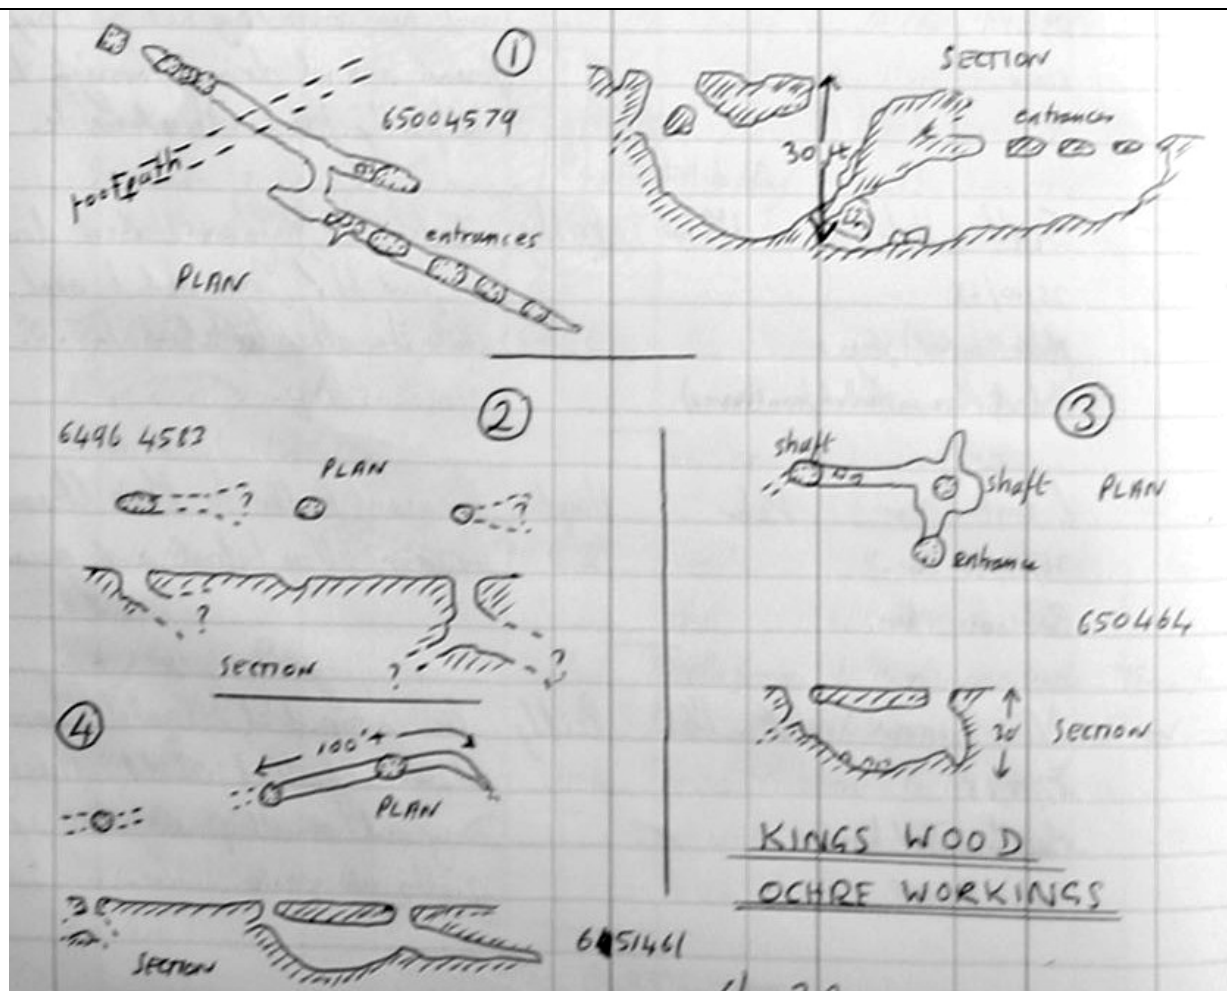 1
SECTION
65004579
entrances
30 ft
footpath
entrances
PLAN
2
3
6496 4583
PLAN
shaft
shaft
PLAN
?
?
entrance
650464
?
SECTION
?
?
4
SECTION
100'+
PLAN
KINGS WOOD
OCHRE WORKINGS
?
SECTION